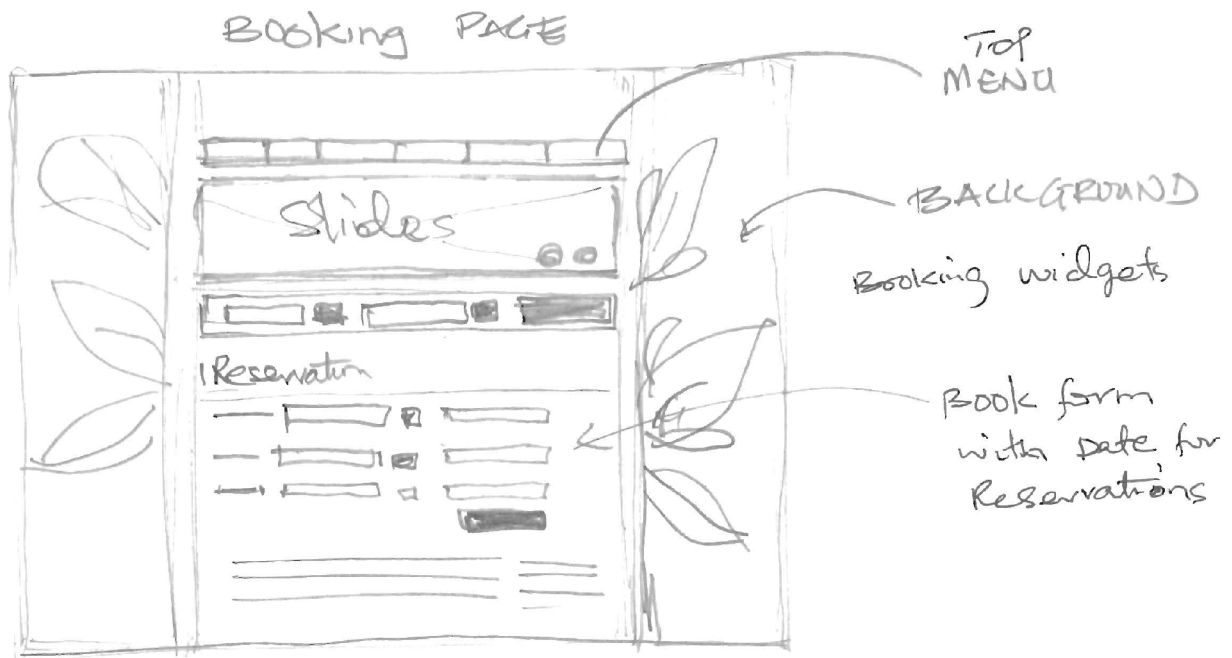 Booking PAGE
TOP
MENU
Slides
BACKGROUND
Booking widgets
Reservation
Book form
with Date for
Reservations